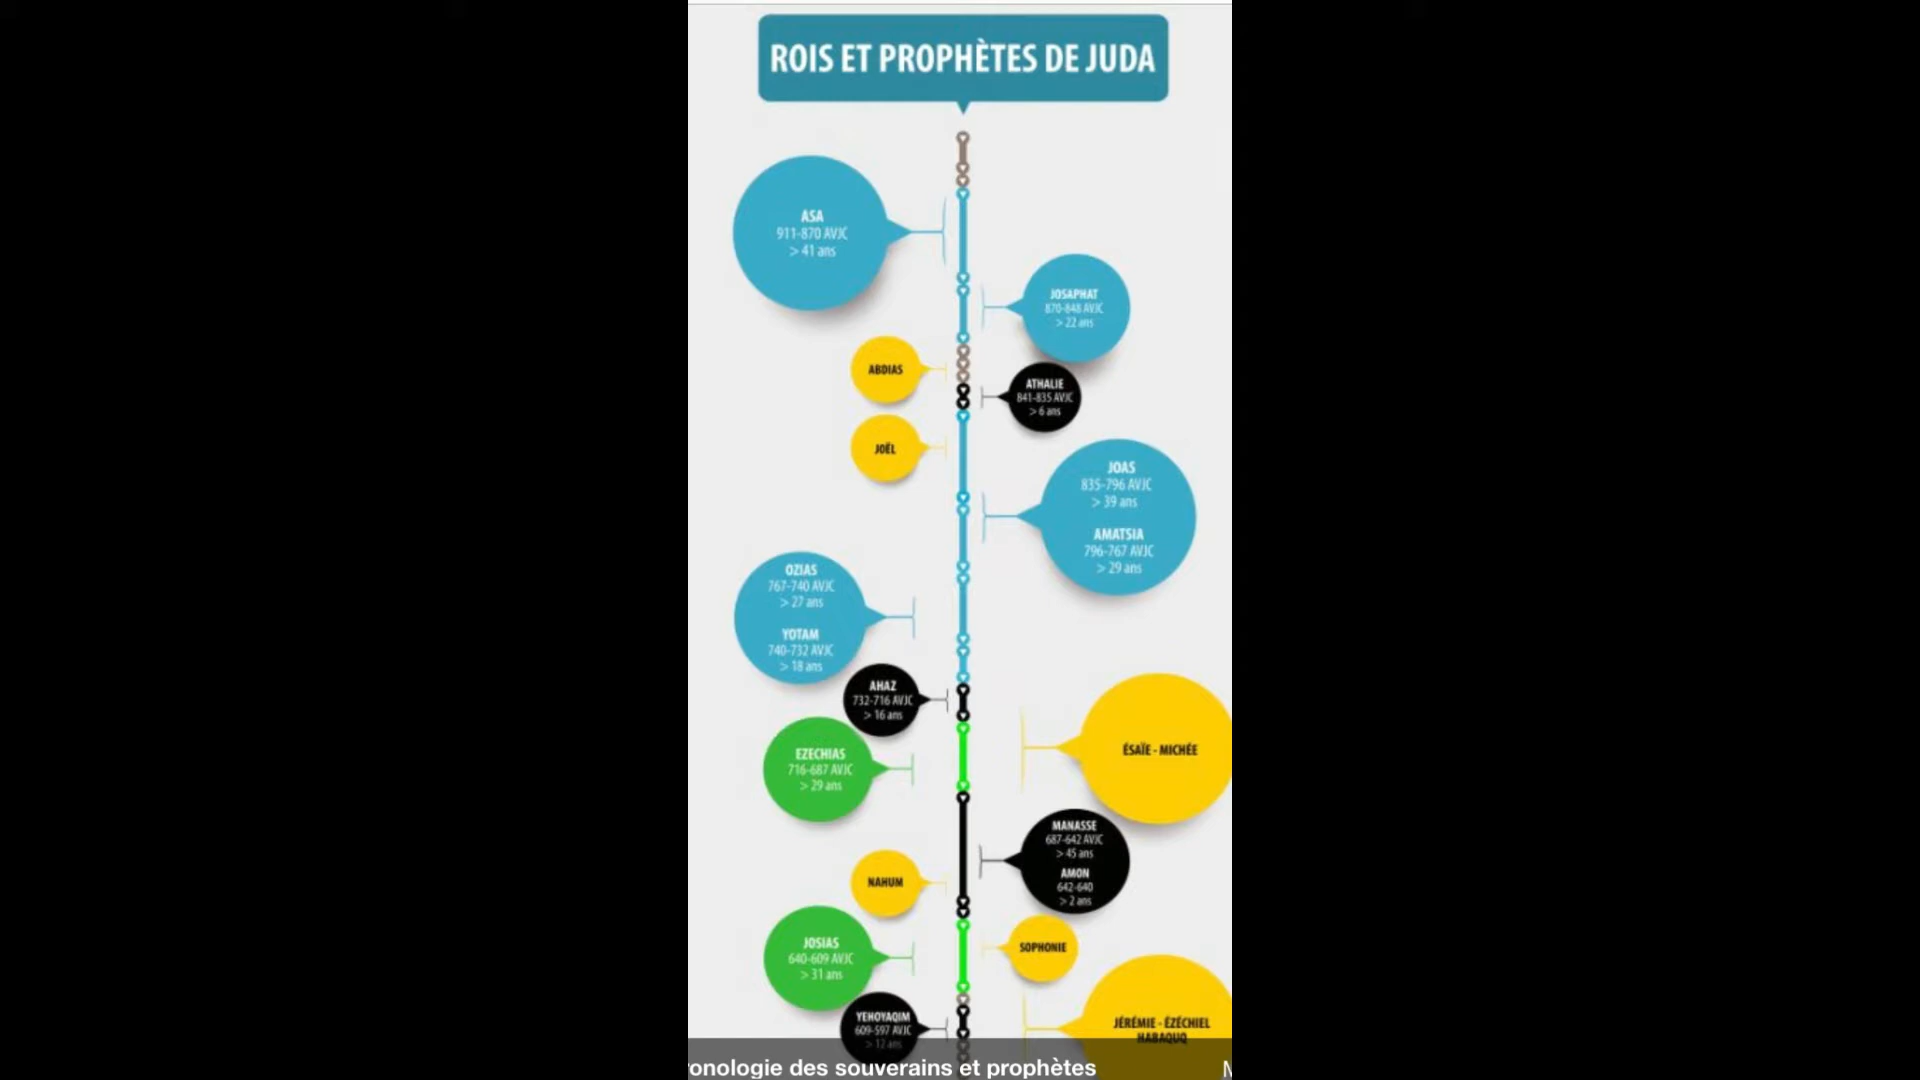 ROIS ET PROPHÈTES DE JUDA
ASA
911-870 AVJC
> 41 ans
JOSAPHAT
870-848 AVJC
> 22 ans
ABDIAS
ATHALIE
841-835 AVJC
> 6 ans
JOËL
JOAS
835-796 AVJC
> 39 ans
AMATSIA
796-767 AVJC
> 29 ans
OZIAS
767-740 AVJC
> 27 ans
YOTAM
740-732 AVJC
> 18 ans
AHAZ
732-716 AVJC
> 16 ans
ÉSAÏE - MICHÉE
EZECHIAS
716-687 AVJC
> 29 ans
MANASSE
687-642 AVJC
> 45 ans
AMON
642-640
> 2 ans
NAHUM
SOPHONIE
JOSIAS
640-609 AVJC
> 31 ans
YEHOYAQIM
609-597 AVJC
> 12 ans
JÉRÉMIE - ÉZÉCHIEL
HABAQUQ
ronologie des souverains et prophètes